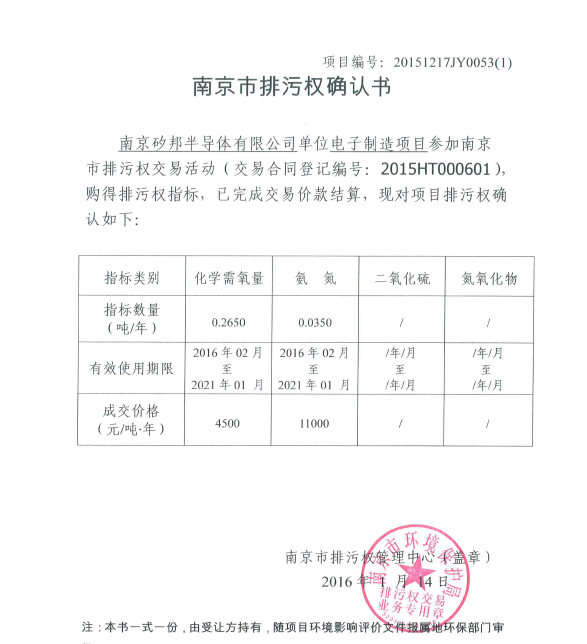 项目编号: 20151217JY0053(1)
南京市排污权确认书
南京矽邦半导体有限公司单位电子制造项目参加南京
市排污权交易活动（交易合同登记编号: 2015HT000601），
购得排污权指标，已完成交易价款结算，现对项目排污权确
认如下:
指标类别 化学需氧量 氨 氮 二氧化硫 氮氧化物
指标数量
（吨/年） 0.2650 0.0350 / /
有效使用期限 2016 年 02 月 2016 年 02 月 /年/月 /年/月
至 至 至 至
2021 年 01 月 2021 年 01 月 /年/月 /年/月
成交价格
（元/吨·年） 4500 11000 / /
南京市排污权管理中心（盖章）
2016 年 1 月 14 日
南京市环境保护局
排污权交易
业务专用章
注：本书一式一份，由受让方持有，随项目环境影响评价文件报属地环保部门审